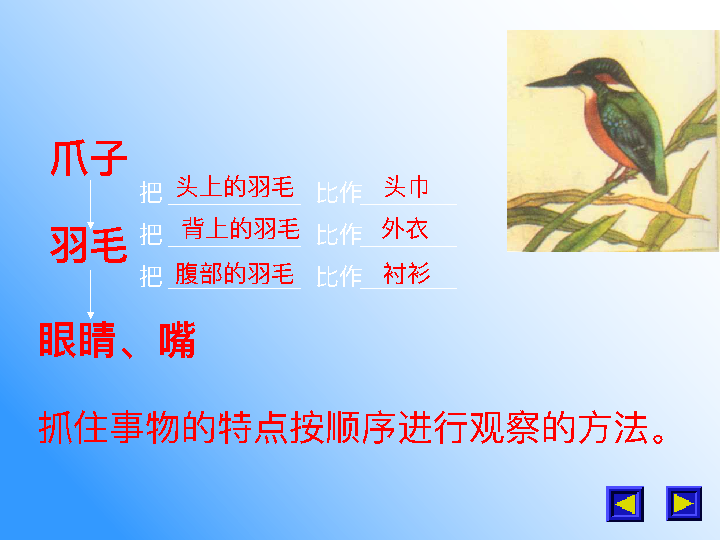 爪子
把 头上的羽毛 比作 头巾
羽毛
把 背上的羽毛 比作 外衣
把 腹部的羽毛 比作 衬衫
眼睛、嘴
抓住事物的特点按顺序进行观察的方法。